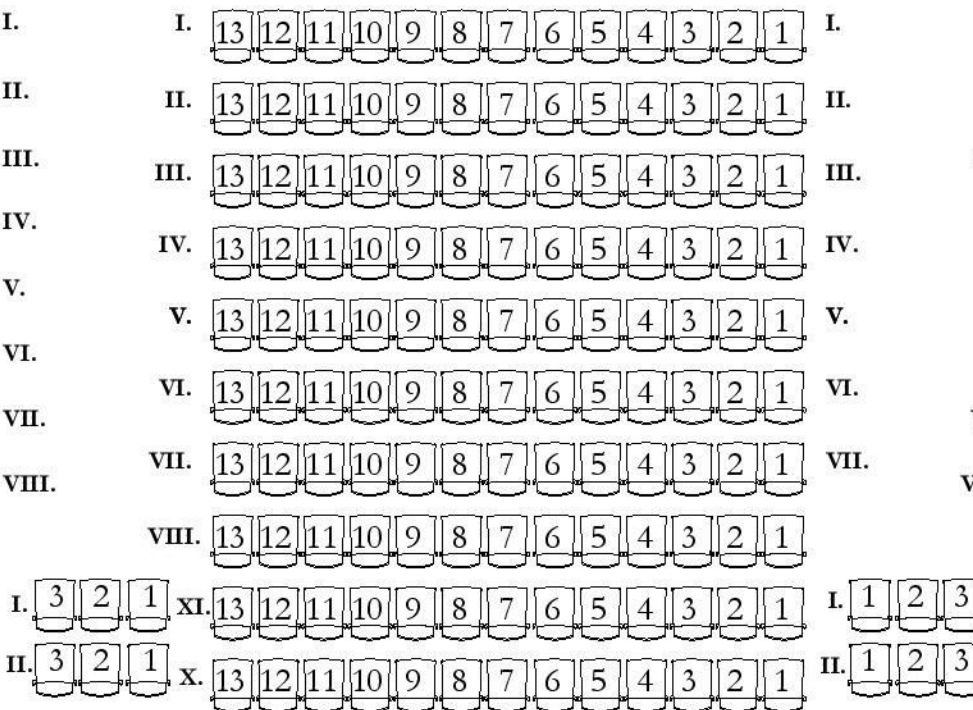 I. I. 13 12 11 10 9 8 7 6 5 4 3 2 1 I.
II. II. 13 12 11 10 9 8 7 6 5 4 3 2 1 II.
III. III. 13 12 11 10 9 8 7 6 5 4 3 2 1 III.
IV. IV. 13 12 11 10 9 8 7 6 5 4 3 2 1 IV.
V. V. 13 12 11 10 9 8 7 6 5 4 3 2 1 V.
VI. VI. 13 12 11 10 9 8 7 6 5 4 3 2 1 VI.
VII. VII. 13 12 11 10 9 8 7 6 5 4 3 2 1 VII.
VIII. VIII. 13 12 11 10 9 8 7 6 5 4 3 2 1
I. 3 2 1 XI. 13 12 11 10 9 8 7 6 5 4 3 2 1 I. 1 2 3
II. 3 2 1 X. 13 12 11 10 9 8 7 6 5 4 3 2 1 II. 1 2 3